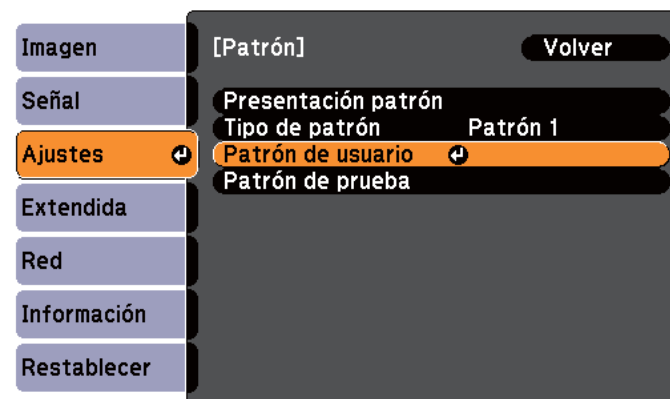 Imagen
Señal
Ajustes
Extendida
Red
Información
Restablecer
[Patrón] Volver
Presentación patrón
Tipo de patrón Patrón 1
Patrón de usuario
Patrón de prueba